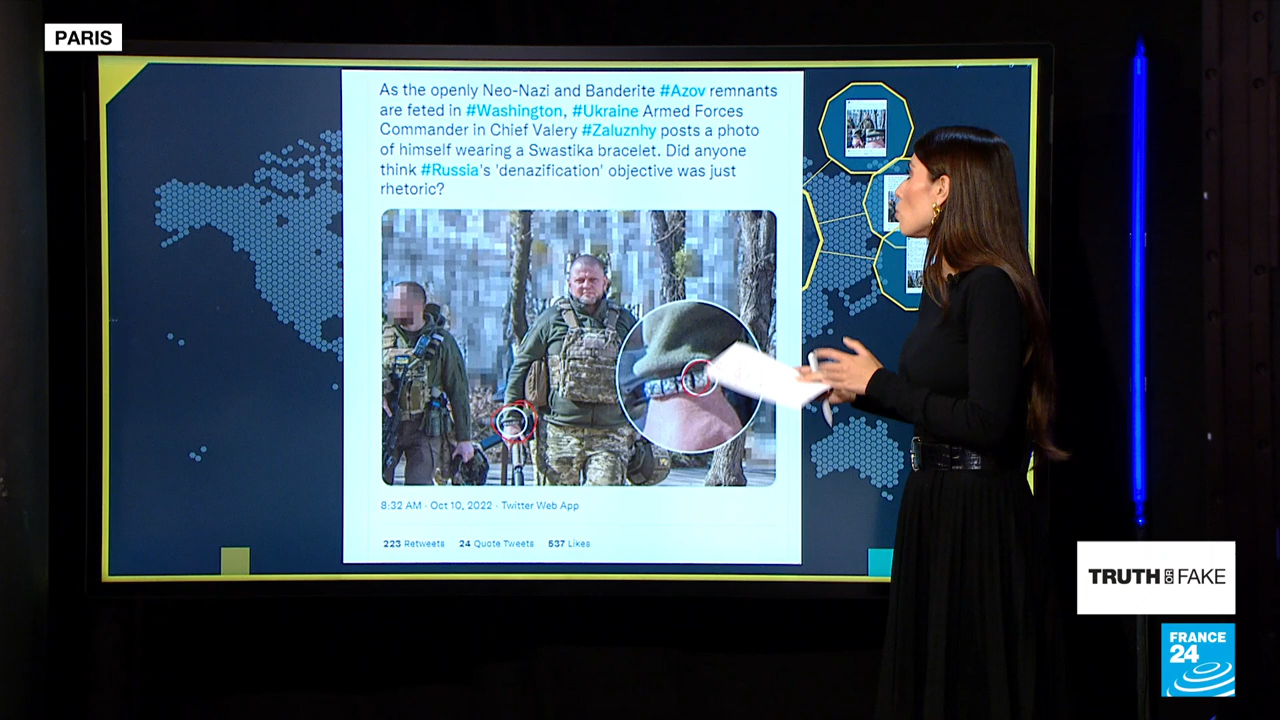 PARIS
As the openly Neo-Nazi and Banderite #Azov remnants
are feted in #Washington, #Ukraine Armed Forces
Commander in Chief Valery #Zaluznhy posts a photo
of himself wearing a Swastika bracelet. Did anyone
think #Russia's 'denazification' objective was just
rhetoric?
8:32 AM · Oct 10, 2022 · Twitter Web App
223 Retweets 24 Quote Tweets 537 Likes
TRUTH OR FAKE
FRANCE
24